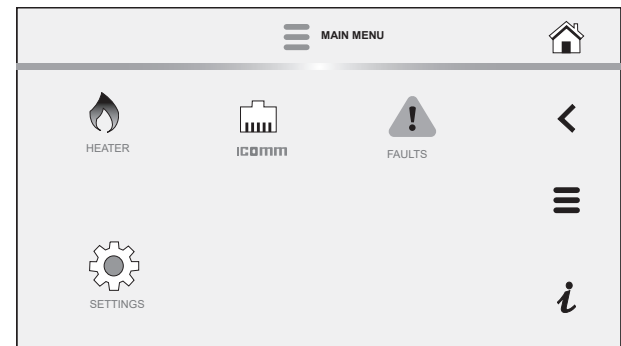 MAIN MENU
HEATER
ICOMM
FAULTS
SETTINGS
i